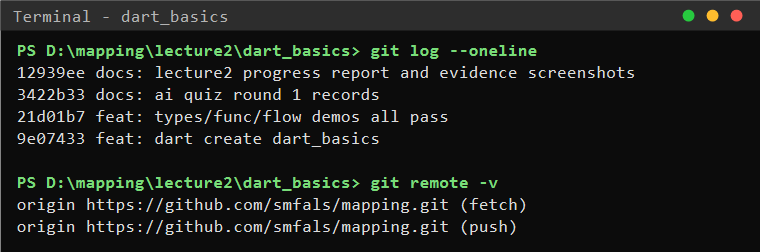 Terminal - dart_basics
PS D:\mapping\lecture2\dart_basics> git log --oneline
12939ee docs: lecture2 progress report and evidence screenshots
3422b33 docs: ai quiz round 1 records
21d01b7 feat: types/func/flow demos all pass
9e07433 feat: dart create dart_basics
PS D:\mapping\lecture2\dart_basics> git remote -v
origin https://github.com/smfals/mapping.git (fetch)
origin https://github.com/smfals/mapping.git (push)